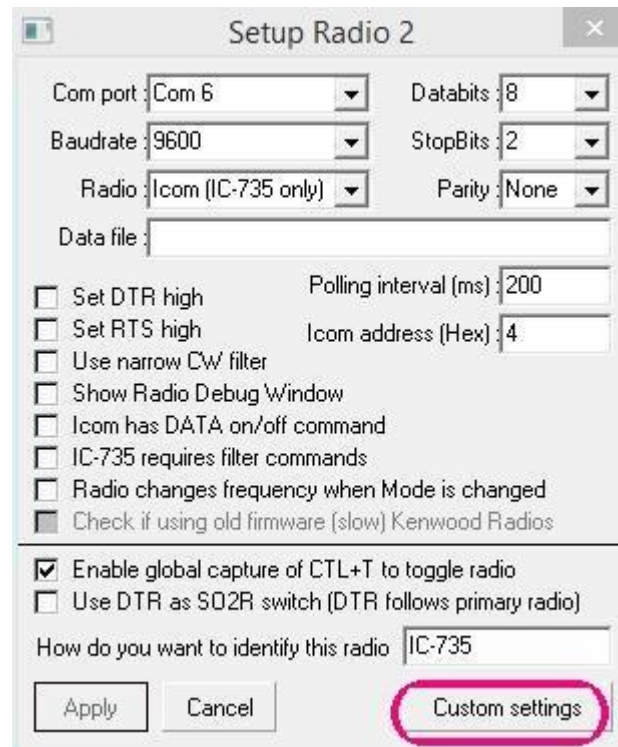 Setup Radio 2
Com port : Com 6 Databits : 8
Baudrate : 9600 StopBits : 2
Radio : Icom (IC-735 only) Parity : None
Data file :
Set DTR high Polling interval (ms) : 200
Set RTS high Icom address (Hex) : 4
Use narrow CW filter
Show Radio Debug Window
Icom has DATA on/off command
IC-735 requires filter commands
Radio changes frequency when Mode is changed
Check if using old firmware (slow) Kenwood Radios
Enable global capture of CTL+T to toggle radio
Use DTR as SO2R switch (DTR follows primary radio)
How do you want to identify this radio IC-735
Apply Cancel Custom settings